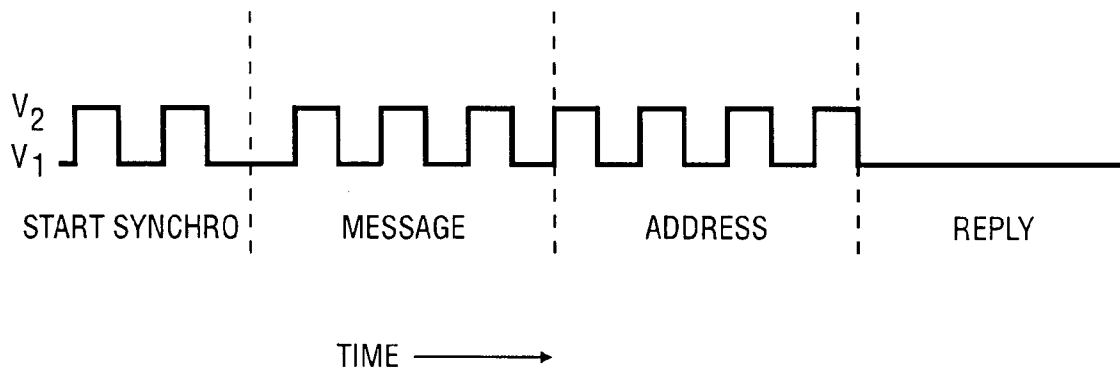 V2
V1
START SYNCHRO MESSAGE ADDRESS REPLY
TIME